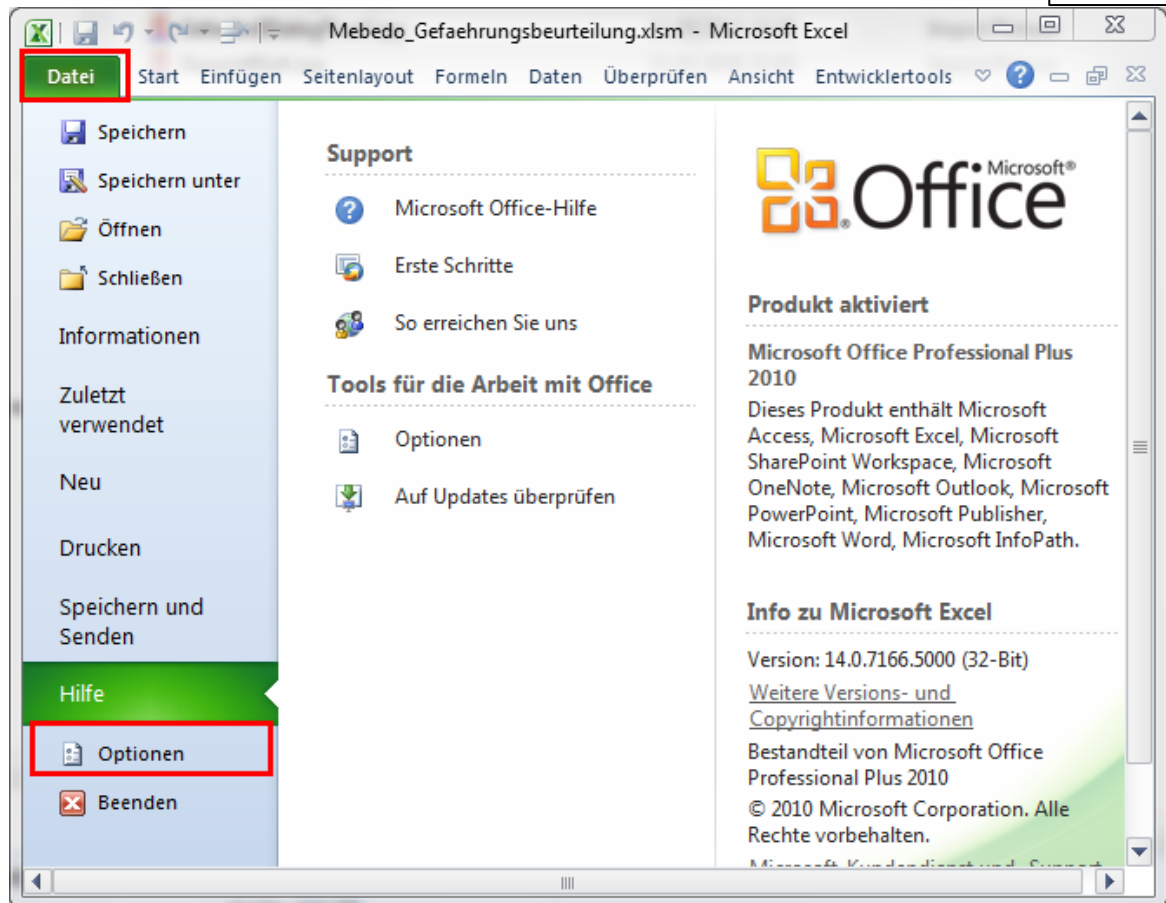 Mebedo_Gefaehrungsbeurteilung.xlsm - Microsoft Excel
Datei Start Einfügen Seitenlayout Formeln Daten Überprüfen Ansicht Entwicklertools
Speichern
Speichern unter
Öffnen
Schließen
Informationen
Zuletzt
verwendet
Neu
Drucken
Speichern und
Senden
Hilfe
Optionen
Beenden
Support
Microsoft Office-Hilfe
Erste Schritte
So erreichen Sie uns
Tools für die Arbeit mit Office
Optionen
Auf Updates überprüfen
Microsoft®
Office
Produkt aktiviert
Microsoft Office Professional Plus
2010
Dieses Produkt enthält Microsoft
Access, Microsoft Excel, Microsoft
SharePoint Workspace, Microsoft
OneNote, Microsoft Outlook, Microsoft
PowerPoint, Microsoft Publisher,
Microsoft Word, Microsoft InfoPath.
Info zu Microsoft Excel
Version: 14.0.7166.5000 (32-Bit)
Weitere Versions- und
Copyrightinformationen
Bestandteil von Microsoft Office
Professional Plus 2010
© 2010 Microsoft Corporation. Alle
Rechte vorbehalten.
Microsoft-Kundendienst und -Support